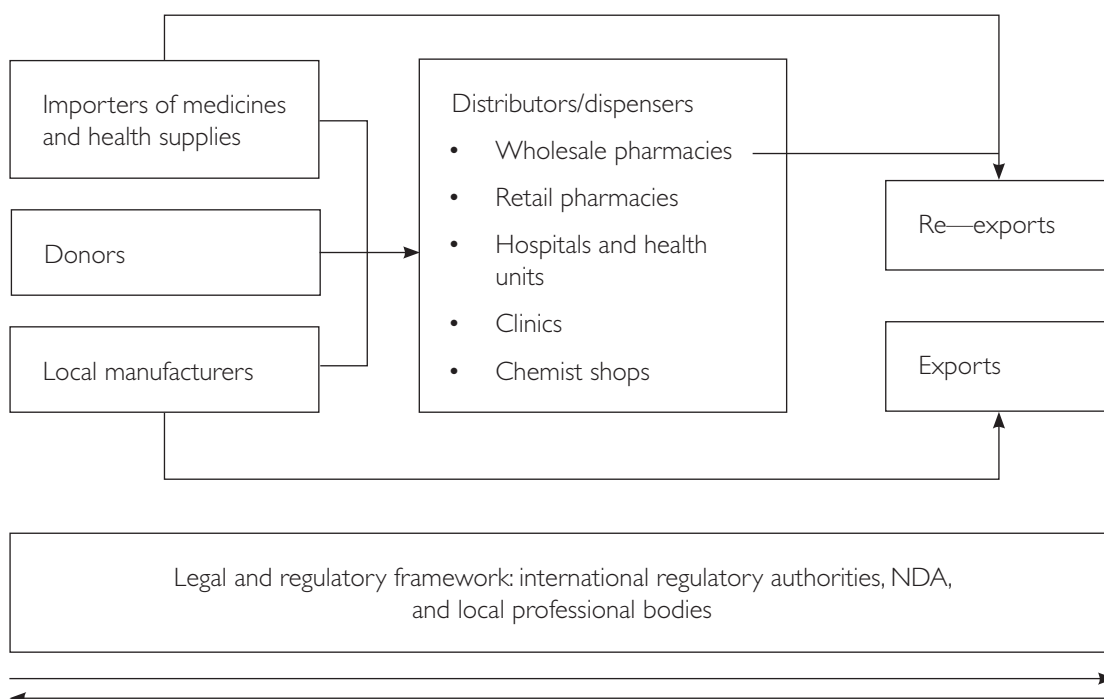 Importers of medicines
and health supplies
Donors
Local manufacturers
Distributors/dispensers
• Wholesale pharmacies
• Retail pharmacies
• Hospitals and health
units
• Clinics
• Chemist shops
Re—exports
Exports
Legal and regulatory framework: international regulatory authorities, NDA,
and local professional bodies